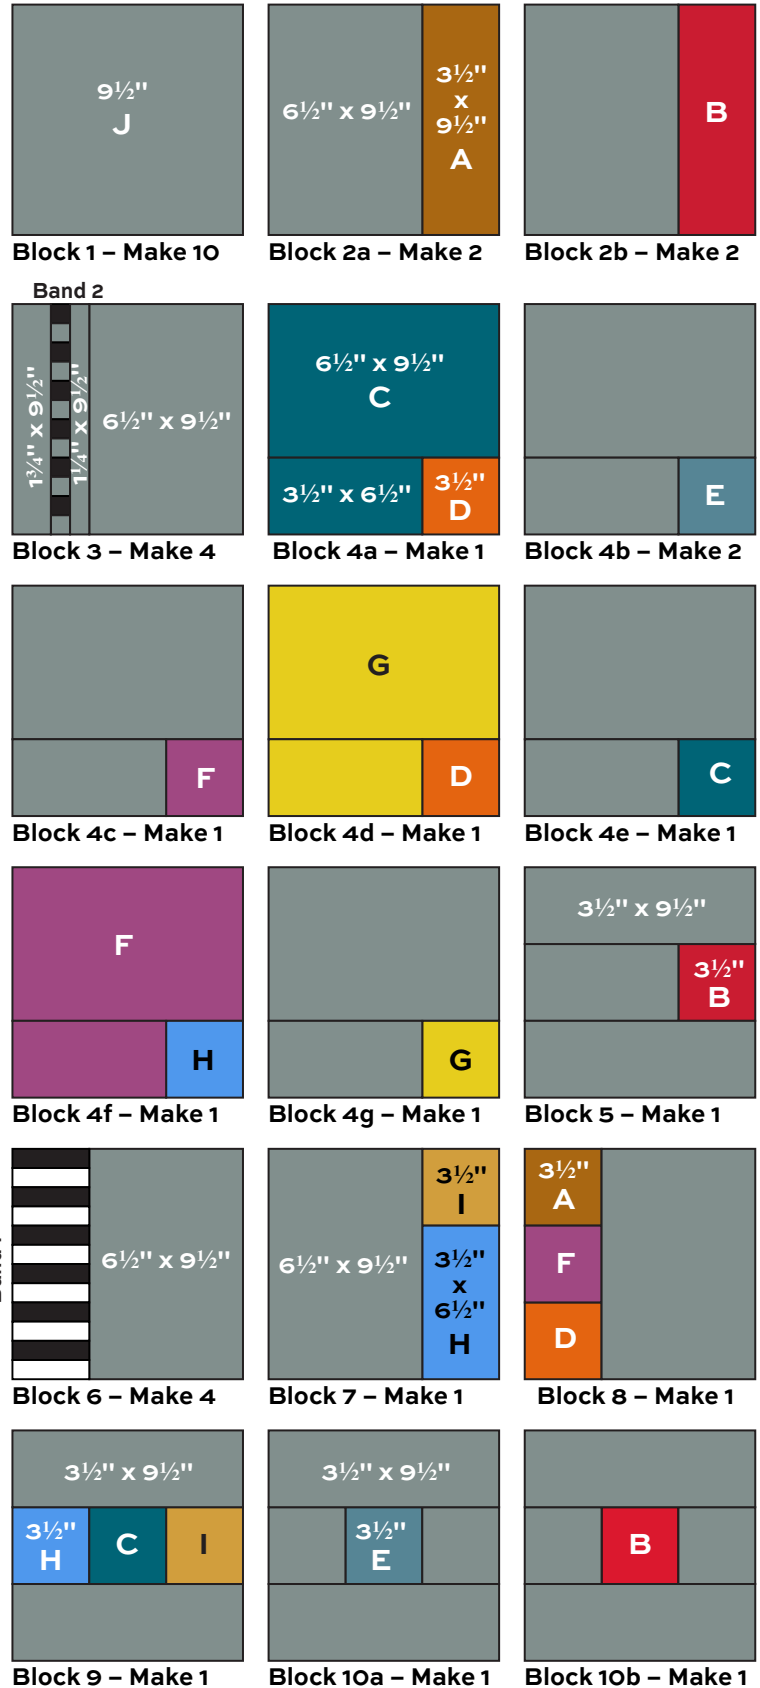 9½"
J
6½" x 9½"
3½"
x
9½"
A
B
Block 1 – Make 10
Block 2a – Make 2
Block 2b – Make 2
Band 2
1¾" x 9½"
1¼" x 9½"
6½" x 9½"
6½" x 9½"
C
3½" x 6½"
3½"
D
E
Block 3 – Make 4
Block 4a – Make 1
Block 4b – Make 2
F
G
D
C
Block 4c – Make 1
Block 4d – Make 1
Block 4e – Make 1
F
H
G
3½" x 9½"
3½"
B
Block 4f – Make 1
Block 4g – Make 1
Block 5 – Make 1
6½" x 9½"
6½" x 9½"
3½"
I
3½"
x
6½"
H
3½"
A
F
D
Block 6 – Make 4
Block 7 – Make 1
Block 8 – Make 1
3½" x 9½"
3½"
H
C
I
3½" x 9½"
3½"
E
B
Block 9 – Make 1
Block 10a – Make 1
Block 10b – Make 1